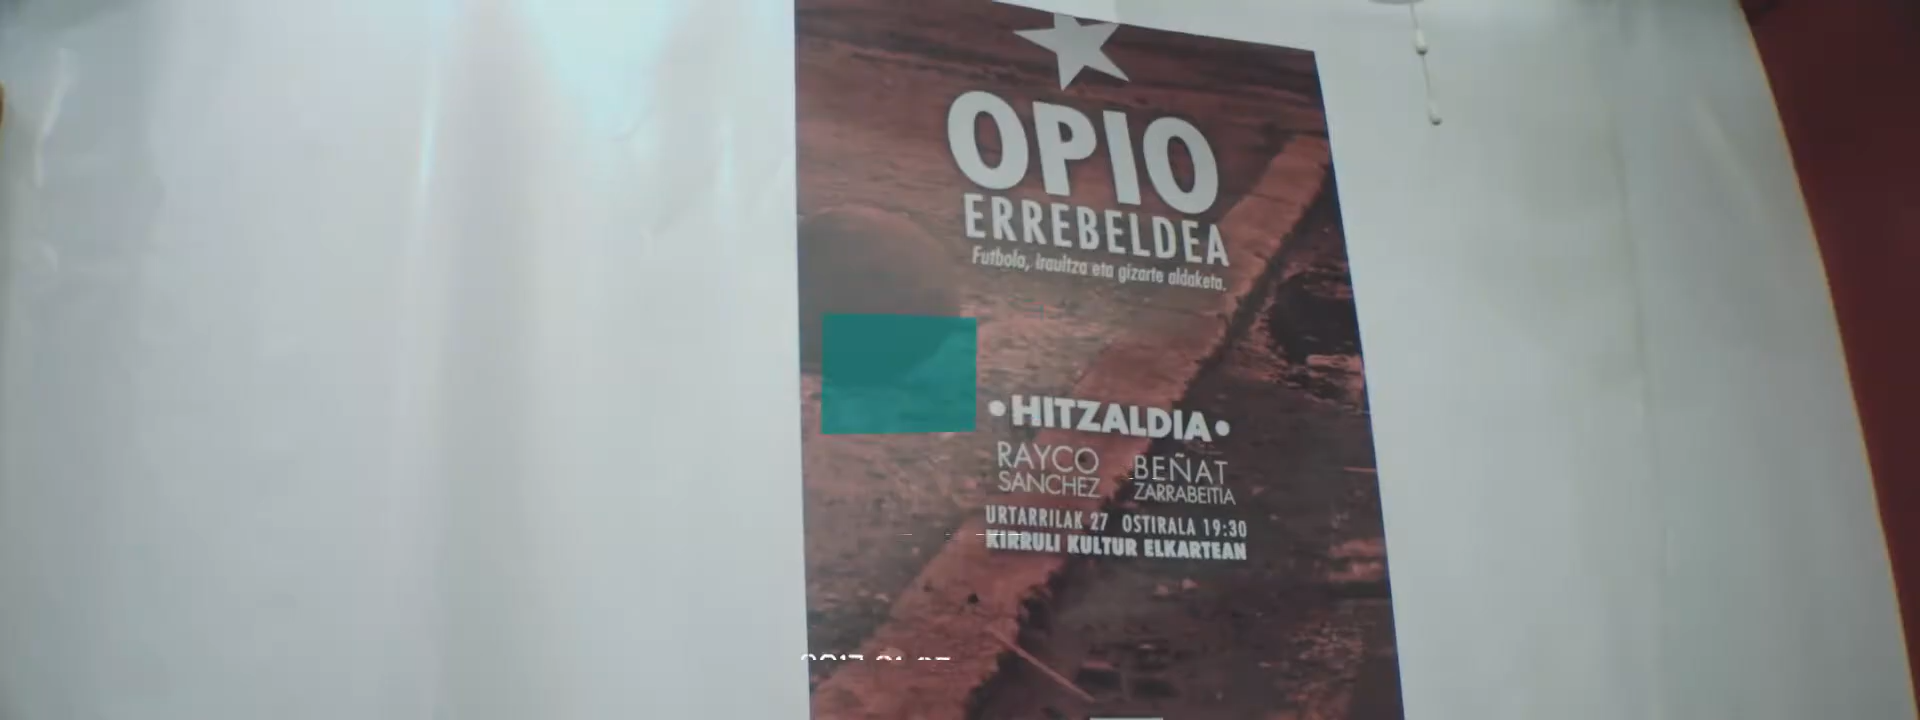 OPIO
ERREBELDEA
Futbola, iraultza eta gizarte aldaketa.
•HITZALDIA•
RAYCO BEÑAT
SANCHEZ ZARRABEITIA
URTARRILAK 27 OSTIRALA 19:30
KIRRULI KULTUR ELKARTEAN